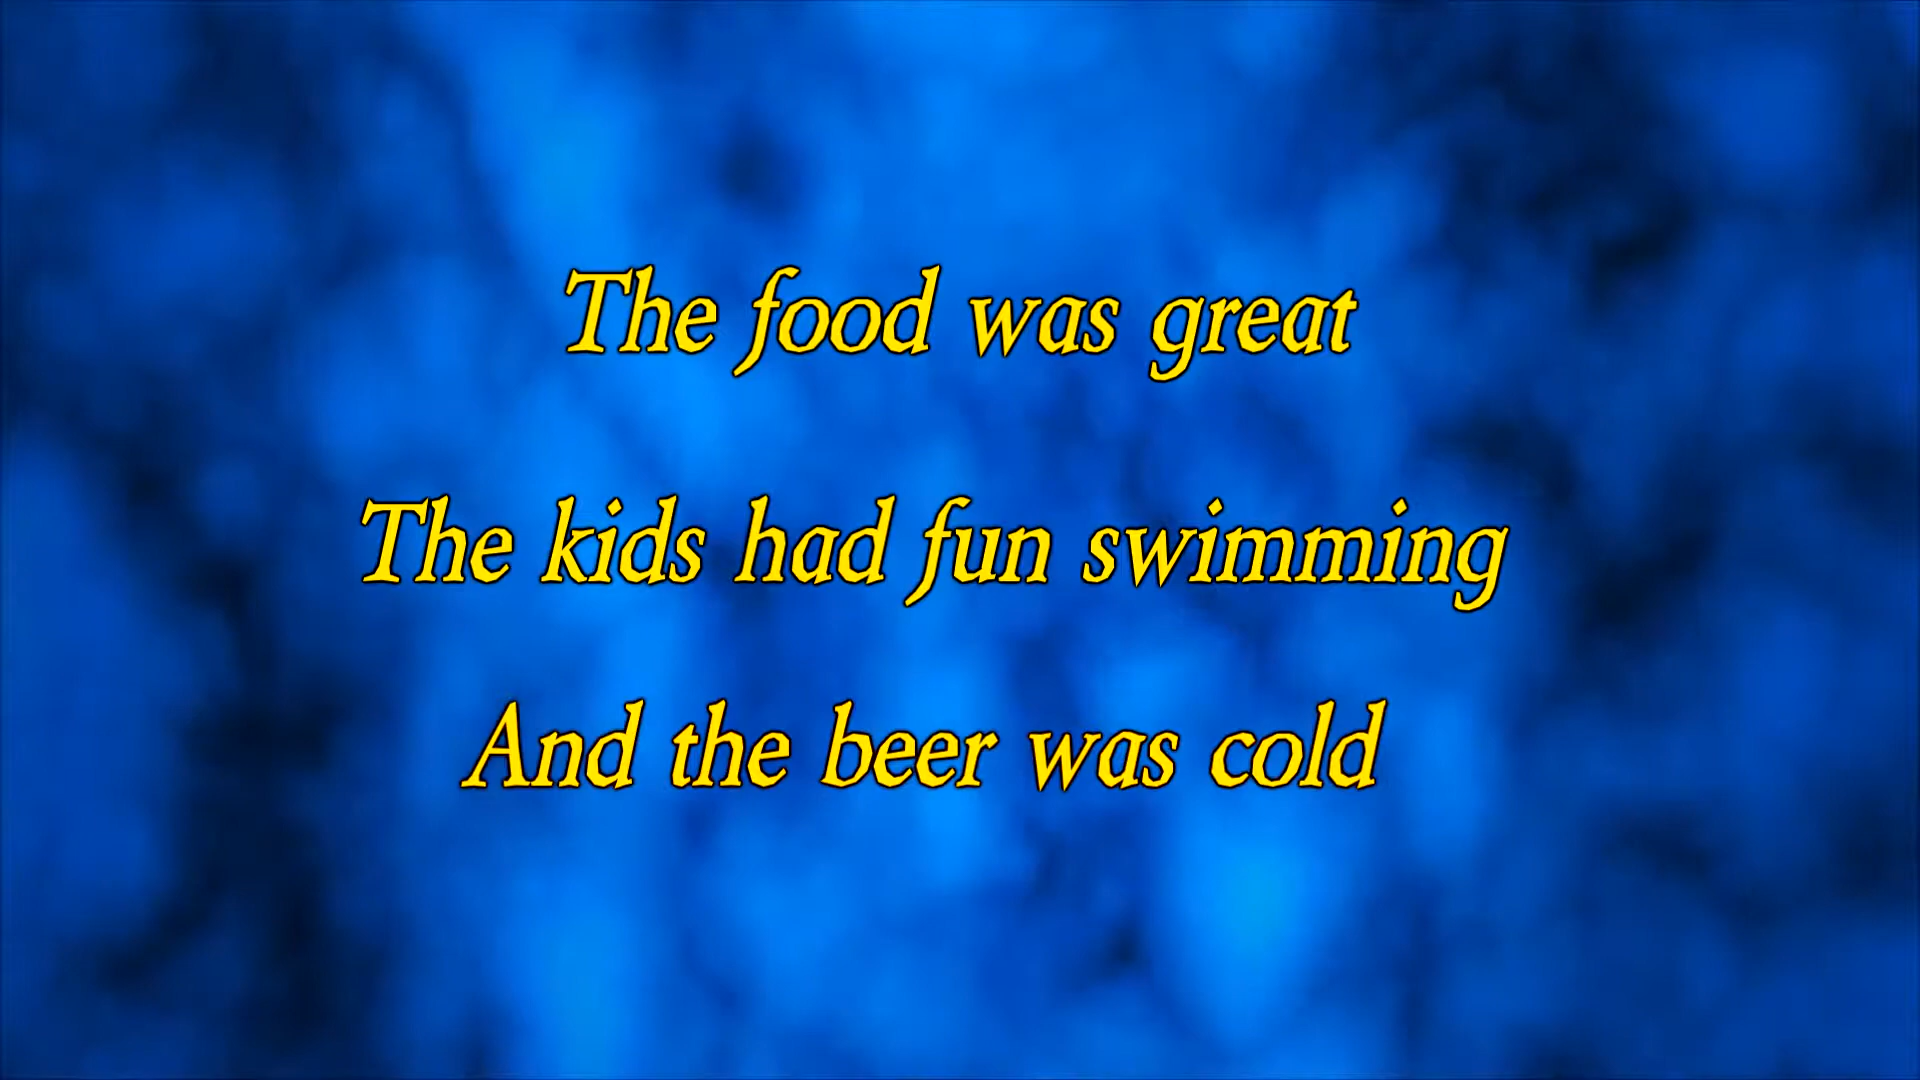 The food was great
The kids had fun swimming
And the beer was cold